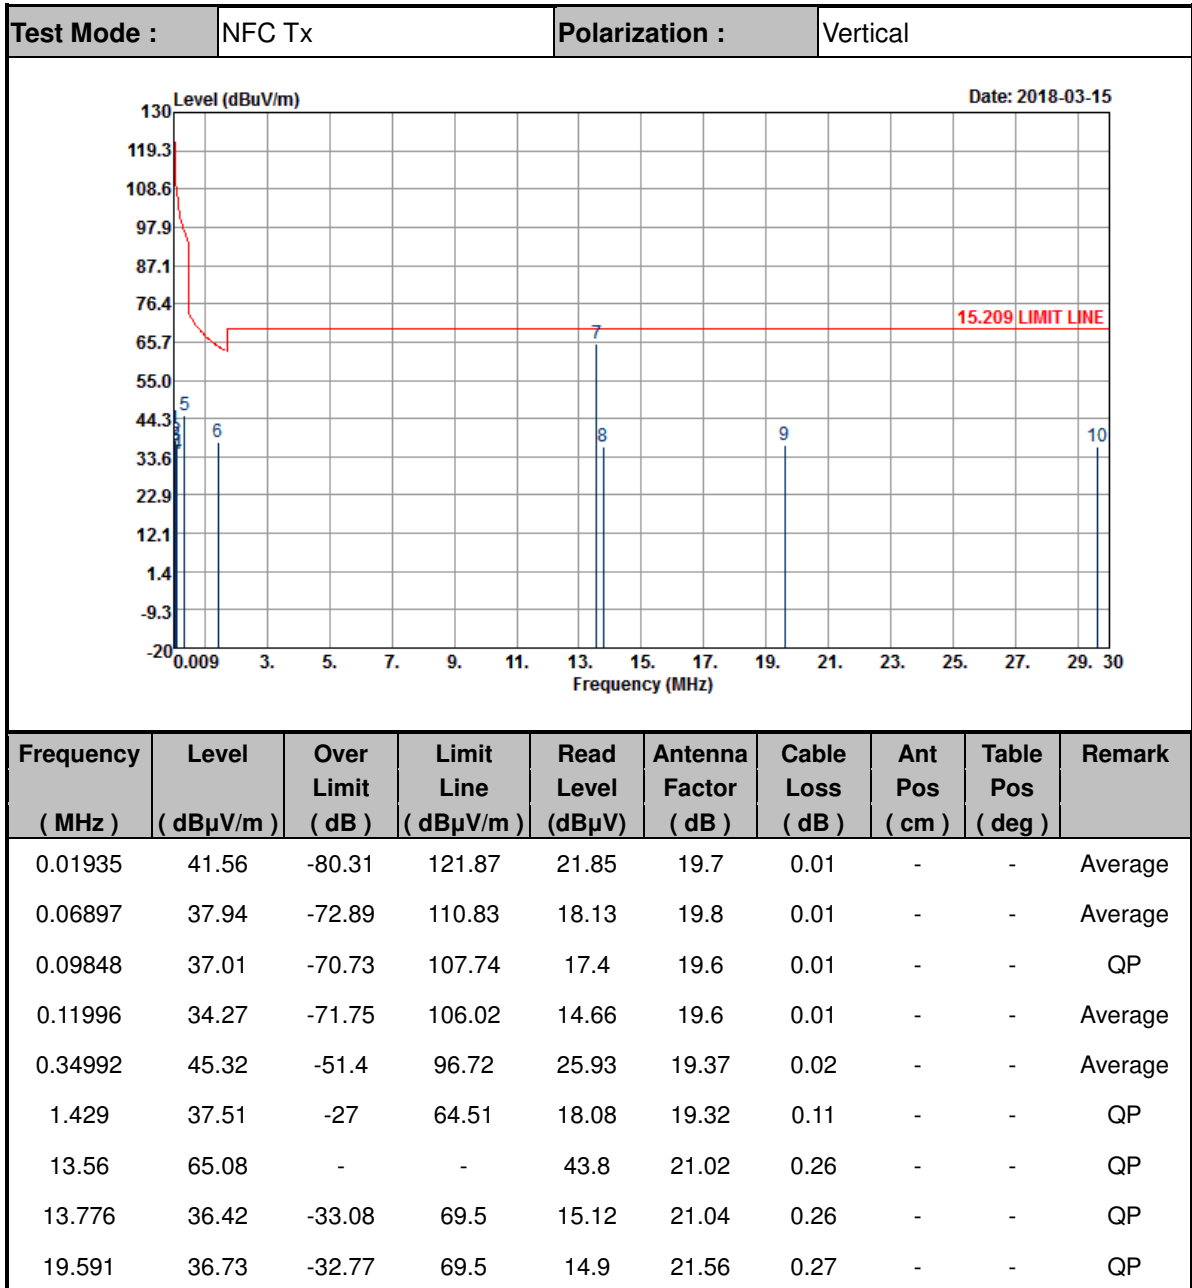 Test Mode : NFC Tx Polarization : Vertical
Level (dBuV/m) Date: 2018-03-15
130
119.3
108.6
97.9
87.1
76.4
15.209 LIMIT LINE
7
65.7
55.0
5
44.3
6 8 9 10
33.6
22.9
12.1
1.4
-9.3
-20
0.009 3. 5. 7. 9. 11. 13. 15. 17. 19. 21. 23. 25. 27. 29. 30
Frequency (MHz)
Frequency Level Over Limit Read Antenna Cable Ant Table Remark
Limit Line Level Factor Loss Pos Pos
( MHz ) ( dBµV/m ) ( dB ) ( dBµV/m ) (dBµV) ( dB ) ( dB ) ( cm ) ( deg )
0.01935 41.56 -80.31 121.87 21.85 19.7 0.01 - - Average
0.06897 37.94 -72.89 110.83 18.13 19.8 0.01 - - Average
0.09848 37.01 -70.73 107.74 17.4 19.6 0.01 - - QP
0.11996 34.27 -71.75 106.02 14.66 19.6 0.01 - - Average
0.34992 45.32 -51.4 96.72 25.93 19.37 0.02 - - Average
1.429 37.51 -27 64.51 18.08 19.32 0.11 - - QP
13.56 65.08 - - 43.8 21.02 0.26 - - QP
13.776 36.42 -33.08 69.5 15.12 21.04 0.26 - - QP
19.591 36.73 -32.77 69.5 14.9 21.56 0.27 - - QP